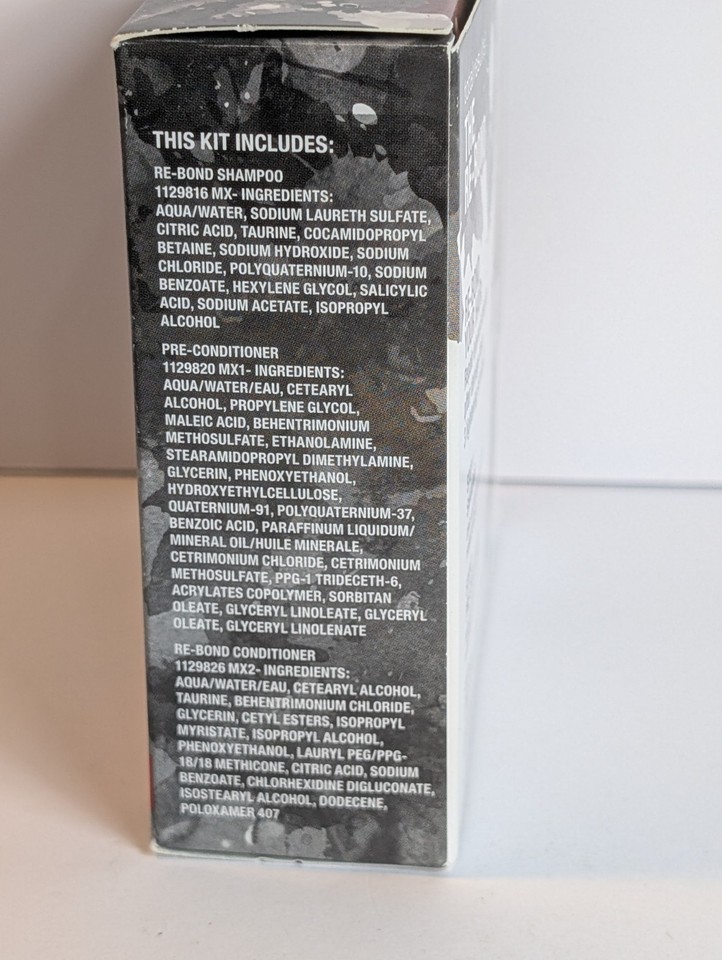 THIS KIT INCLUDES:
RE-BOND SHAMPOO
1129816 MX- INGREDIENTS:
AQUA/WATER, SODIUM LAURETH SULFATE,
CITRIC ACID, TAURINE, COCAMIDOPROPYL
BETAINE, SODIUM HYDROXIDE, SODIUM
CHLORIDE, POLYQUATERNIUM-10, SODIUM
BENZOATE, HEXYLENE GLYCOL, SALICYLIC
ACID, SODIUM ACETATE, ISOPROPYL
ALCOHOL
PRE-CONDITIONER
1129820 MX1- INGREDIENTS:
AQUA/WATER/EAU, CETEARYL
ALCOHOL, PROPYLENE GLYCOL,
MALEIC ACID, BEHENTRIMONIUM
METHOSULFATE, ETHANOLAMINE,
STEARAMIDOPROPYL DIMETHYLAMINE,
GLYCERIN, PHENOXYETHANOL,
HYDROXYETHYLCELLULOSE,
QUATERNIUM-91, POLYQUATERNIUM-37,
BENZOIC ACID, PARAFFINUM LIQUIDUM/
MINERAL OIL/HUILE MINERALE,
CETRIMONIUM CHLORIDE, CETRIMONIUM
METHOSULFATE, PPG-1 TRIDECETH-6,
ACRYLATES COPOLYMER, SORBITAN
OLEATE, GLYCERYL LINOLEATE, GLYCERYL
OLEATE, GLYCERYL LINOLENATE
RE-BOND CONDITIONER
1129826 MX2- INGREDIENTS:
AQUA/WATER/EAU, CETEARYL ALCOHOL,
TAURINE, BEHENTRIMONIUM CHLORIDE,
GLYCERIN, CETYL ESTERS, ISOPROPYL
MYRISTATE, ISOPROPYL ALCOHOL,
PHENOXYETHANOL, LAURYL PEG/PPG-
18/18 METHICONE, CITRIC ACID, SODIUM
BENZOATE, CHLORHEXIDINE DIGLUCONATE,
ISOSTEARYL ALCOHOL, DODECENE,
POLOXAMER 407